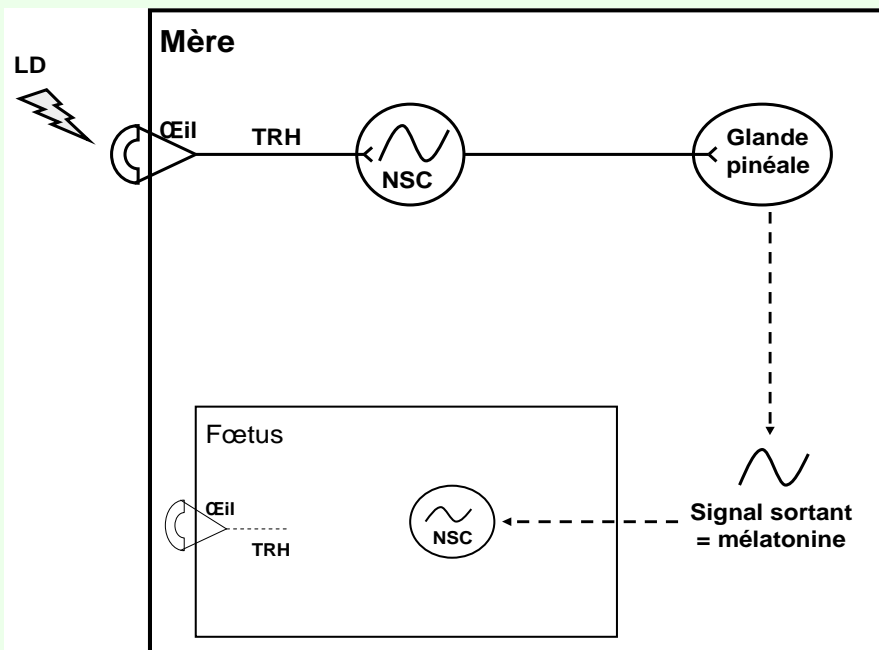 Mère
LD
Œil
TRH
NSC
Glande
pinéale
Fœtus
Œil
TRH
NSC
Signal sortant
= mélatonine